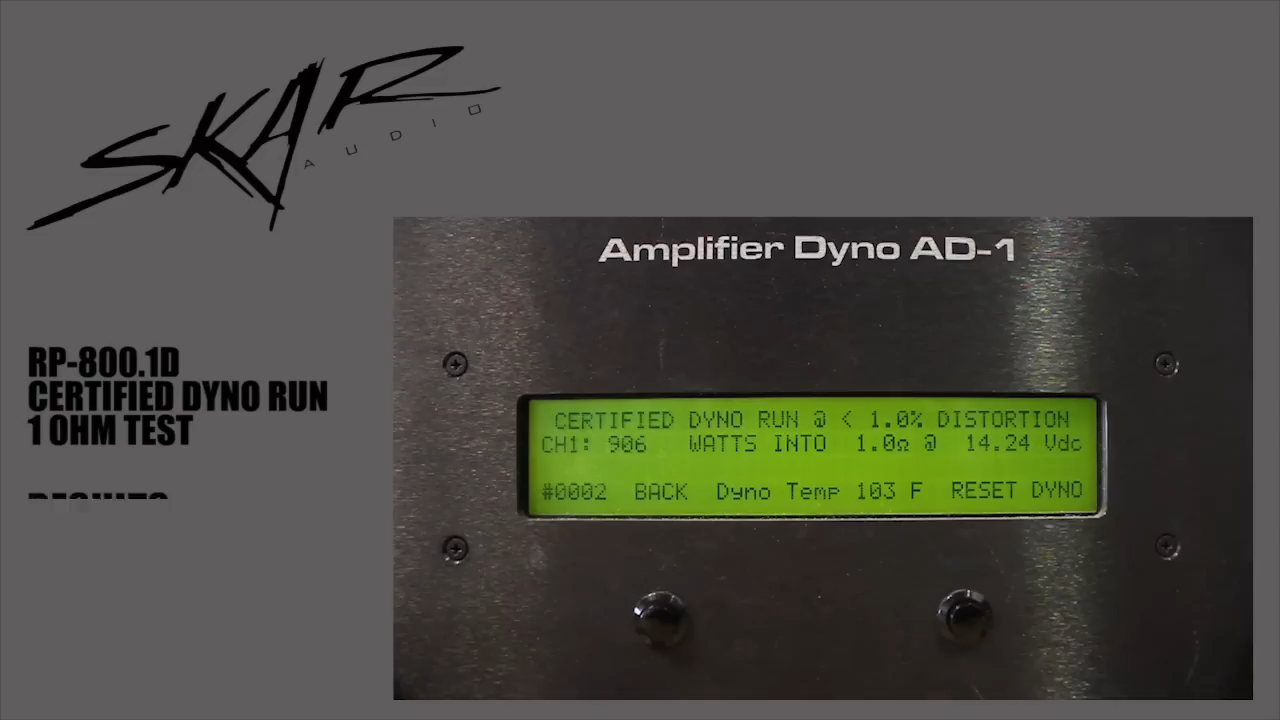 SKAR
AUDIO
RP-800.1D
CERTIFIED DYNO RUN
1 OHM TEST
Amplifier Dyno AD-1
CERTIFIED DYNO RUN @ < 1.0% DISTORTION
CH1: 906 WATTS INTO 1.0Ω @ 14.24 Vdc
#0002 BACK Dyno Temp 103 F RESET DYNO